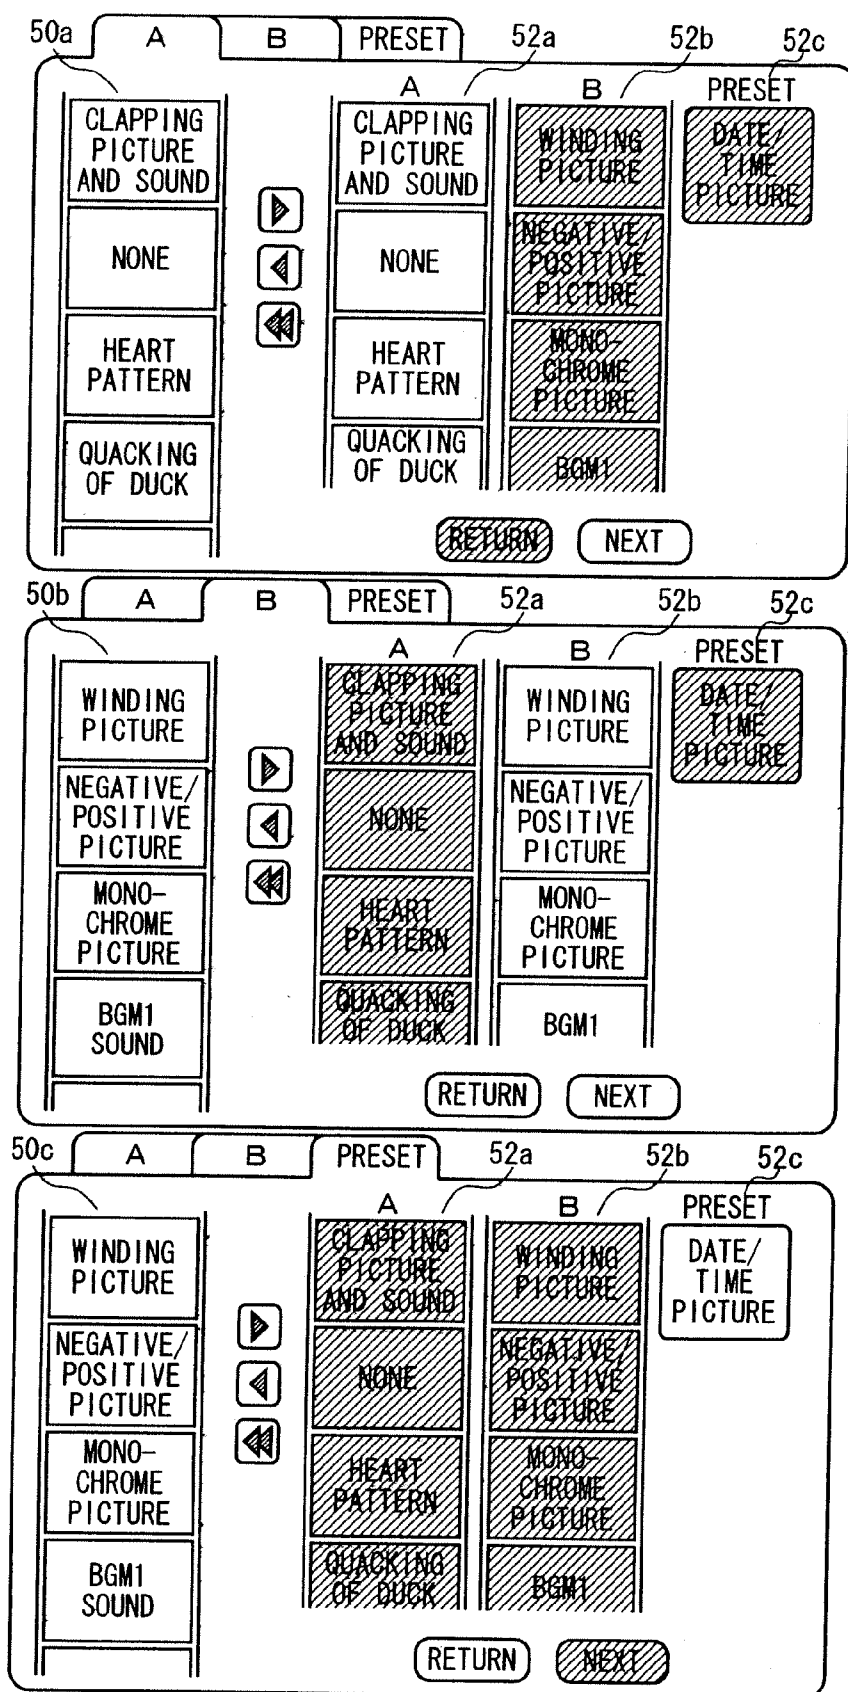 50a
A
B
PRESET
52a
52b
52c
CLAPPING
PICTURE
AND SOUND
NONE
HEART
PATTERN
QUACKING
OF DUCK
A
CLAPPING
PICTURE
AND SOUND
NONE
HEART
PATTERN
QUACKING
OF DUCK
B
WINDING
PICTURE
NEGATIVE/
POSITIVE
PICTURE
MONO-
CHROME
PICTURE
BGM1
PRESET
DATE/
TIME
PICTURE
RETURN
NEXT
50b
A
B
PRESET
52a
52b
52c
WINDING
PICTURE
NEGATIVE/
POSITIVE
PICTURE
MONO-
CHROME
PICTURE
BGM1
SOUND
A
CLAPPING
PICTURE
AND SOUND
NONE
HEART
PATTERN
QUACKING
OF DUCK
B
WINDING
PICTURE
NEGATIVE/
POSITIVE
PICTURE
MONO-
CHROME
PICTURE
BGM1
PRESET
DATE/
TIME
PICTURE
RETURN
NEXT
50c
A
B
PRESET
52a
52b
52c
WINDING
PICTURE
NEGATIVE/
POSITIVE
PICTURE
MONO-
CHROME
PICTURE
BGM1
SOUND
A
CLAPPING
PICTURE
AND SOUND
NONE
HEART
PATTERN
QUACKING
OF DUCK
B
WINDING
PICTURE
NEGATIVE/
POSITIVE
PICTURE
MONO-
CHROME
PICTURE
BGM1
PRESET
DATE/
TIME
PICTURE
RETURN
NEXT